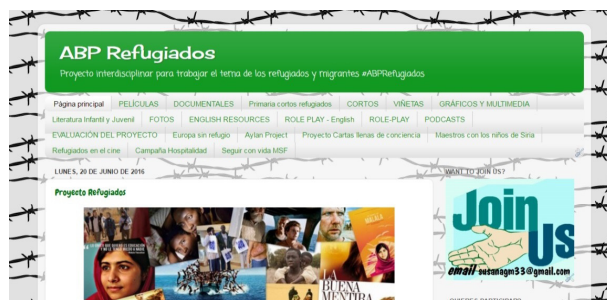 ABP Refugiados
Proyecto interdisciplinar para trabajar el tema de los refugiados y migrantes #ABPRefugiados
Página principal PELÍCULAS DOCUMENTALES Primaria cortos refugiados CORTOS VIÑETAS GRÁFICOS Y MULTIMEDIA
Literatura Infantil y Juvenil FOTOS ENGLISH RESOURCES ROLE PLAY - English ROLE-PLAY PODCASTS
EVALUACIÓN DEL PROYECTO Europa sin refugio Aylan Project Proyecto Cartas llenas de conciencia Maestros con los niños de Siria
Refugiados en el cine Campaña Hospitalidad Seguir con vida MSF
LUNES, 20 DE JUNIO DE 2016
Proyecto Refugiados
LA
BUENA
MENTIRA
WANT TO JOIN US?
Join
US
email susanagm33@gmail.com